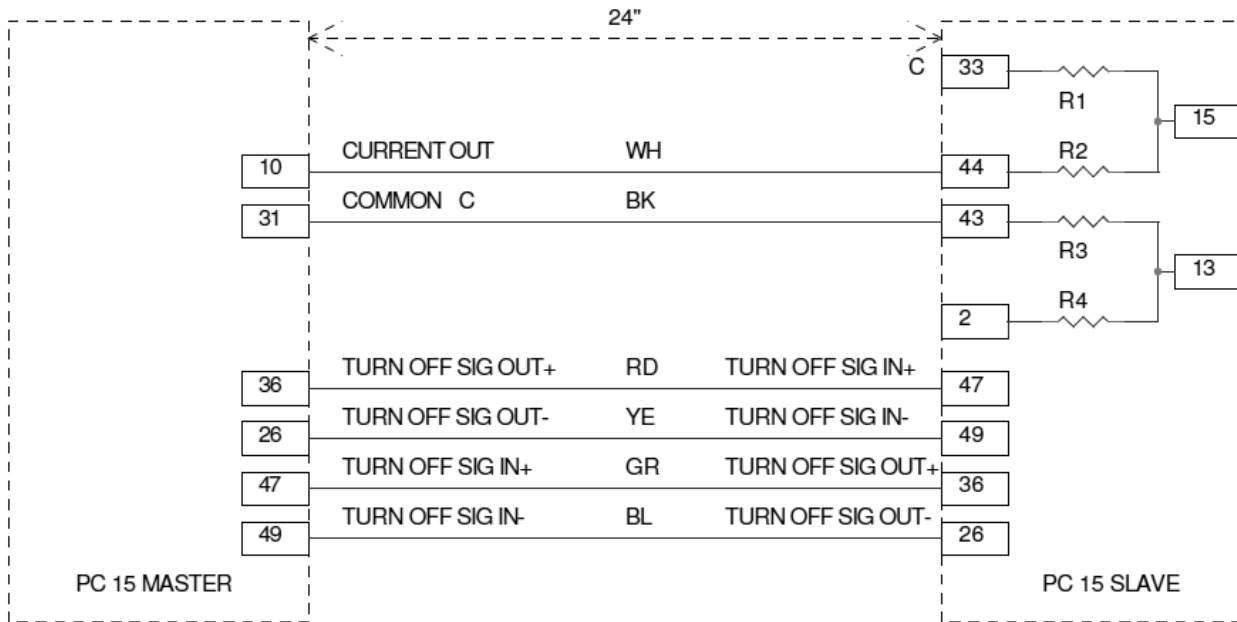 24"
C 33
R1
15
CURRENT OUT WH R2
10 44
COMMON C BK
31 43
R3
13
R4
2
TURN OFF SIG OUT+ RD TURN OFF SIG IN+
36 47
TURN OFF SIG OUT- YE TURN OFF SIG IN-
26 49
TURN OFF SIG IN+ GR TURN OFF SIG OUT+
47 36
TURN OFF SIG IN- BL TURN OFF SIG OUT-
49 26
PC 15 MASTER PC 15 SLAVE